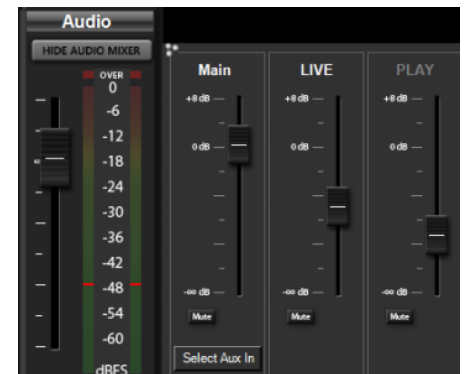 Audio
HIDE AUDIO MIXER
OVER
0
-6
-12
-18
-24
-30
-36
-42
-48
-54
-60
dBFS
Main
+8 dB
0 dB
-∞ dB
Mute
Select Aux In
LIVE
+8 dB
0 dB
-∞ dB
Mute
PLAY
+8 dB
0 dB
-∞ dB
Mute